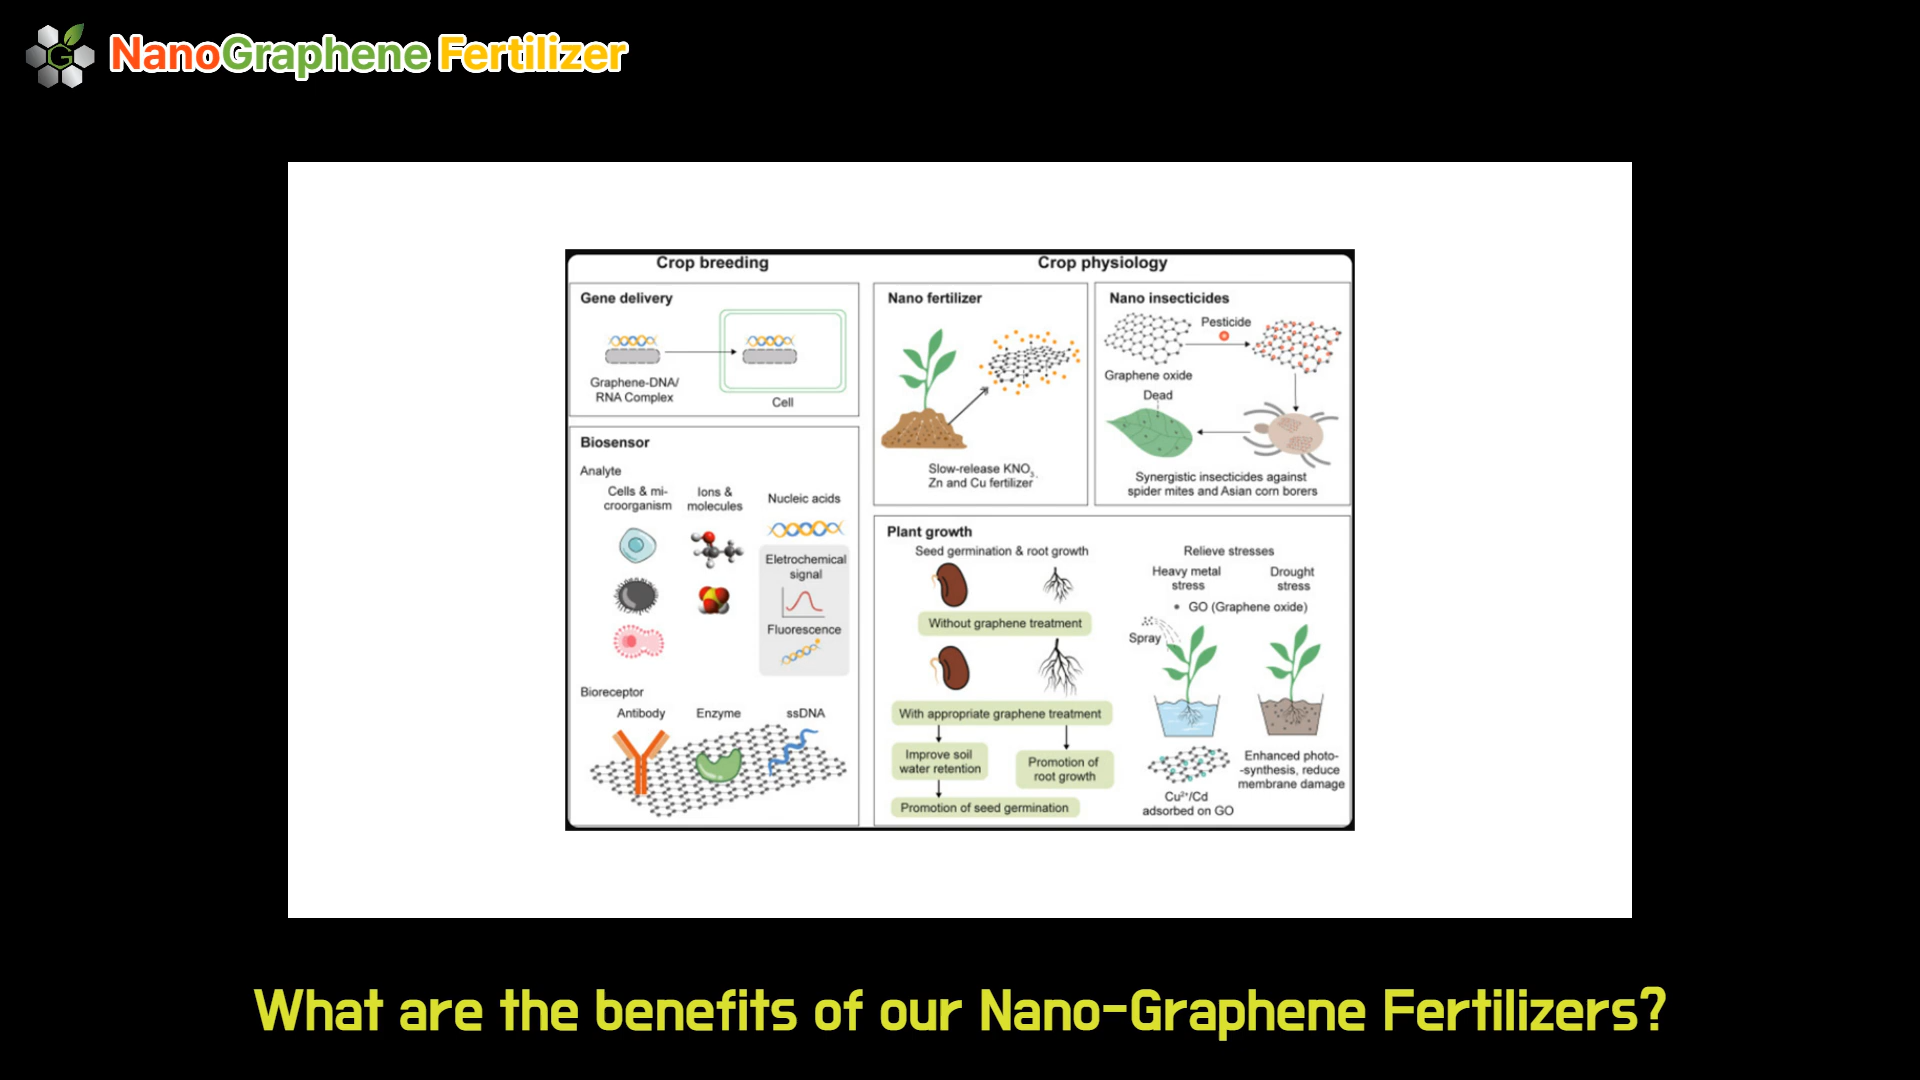 NanoGraphene Fertilizer
Crop breeding
Gene delivery
Graphene-DNA/
RNA Complex
Cell
Biosensor
Analyte
Cells & mi-
croorganism
Ions &
molecules
Nucleic acids
Eletrochemical
signal
Fluorescence
Bioreceptor
Antibody
Enzyme
ssDNA
Crop physiology
Nano fertilizer
Slow-release KNO₃,
Zn and Cu fertilizer
Nano insecticides
Pesticide
Graphene oxide
Dead
Synergistic insecticides against
spider mites and Asian corn borers
Plant growth
Seed germination & root growth
Without graphene treatment
With appropriate graphene treatment
Improve soil
water retention
Promotion of
root growth
Promotion of seed germination
Relieve stresses
Heavy metal
stress
Drought
stress
• GO (Graphene oxide)
Spray
Cu²⁺/Cd
adsorbed on GO
Enhanced photo-
-synthesis, reduce
membrane damage
What are the benefits of our Nano-Graphene Fertilizers?